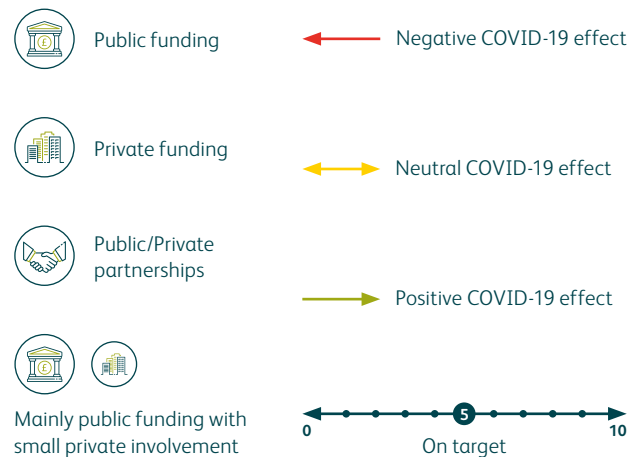 Public funding
Private funding
Public/Private
partnerships
£
£
Mainly public funding with
small private involvement
Negative COVID-19 effect
Neutral COVID-19 effect
Positive COVID-19 effect
5
0
10
On target